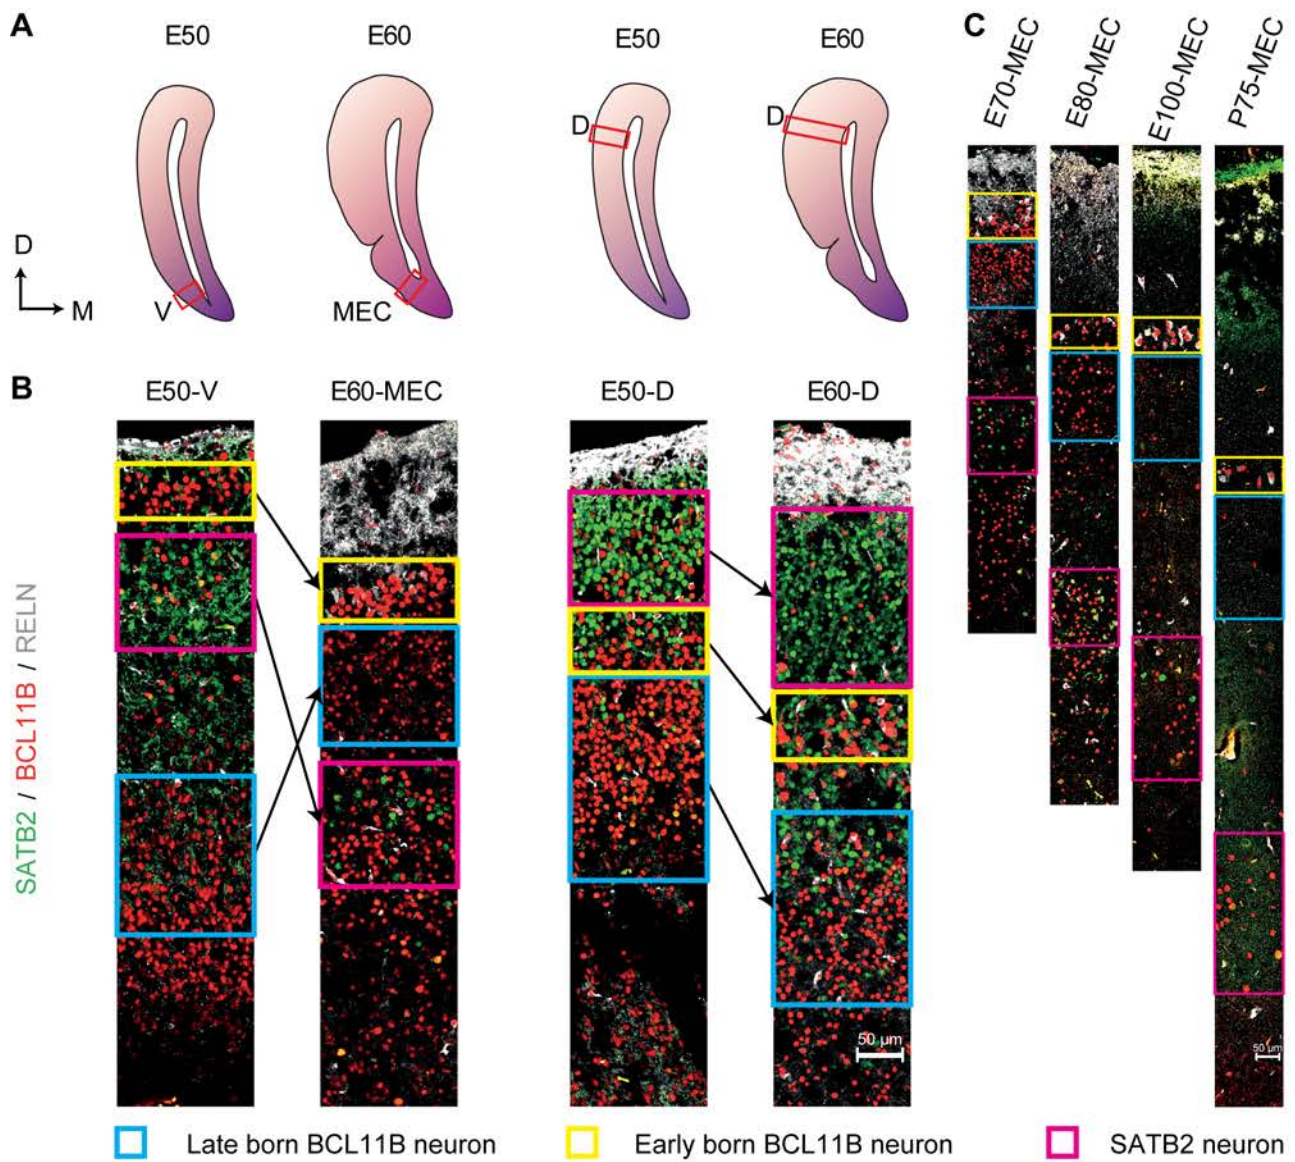 A
E50
E60
E50
E60
D
D
D
M
V
MEC
C
E70-MEC
E80-MEC
E100-MEC
P75-MEC
50 µm
B
E50-V
E60-MEC
E50-D
E60-D
SATB2 / BCL11B / RELN
50 µm
Late born BCL11B neuron
Early born BCL11B neuron
SATB2 neuron